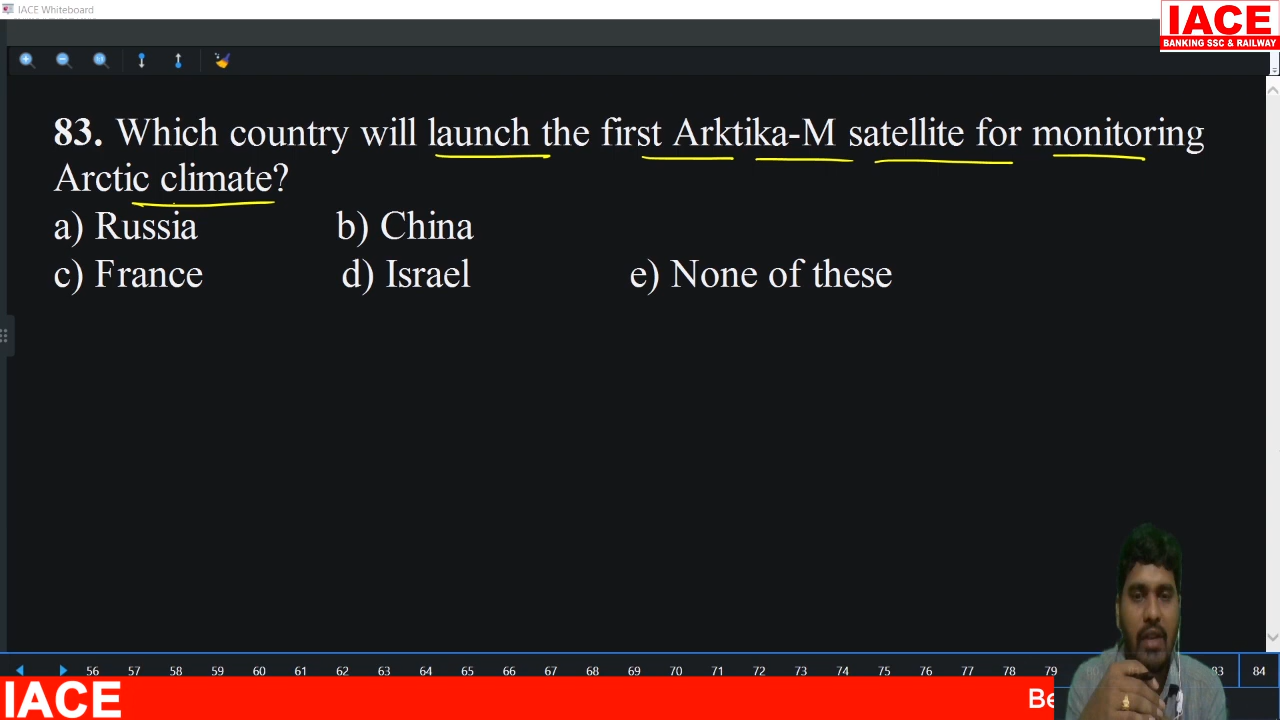 IACE Whiteboard
IACE
BANKING SSC & RAILWAY
83. Which country will launch the first Arktika-M satellite for monitoring
Arctic climate?
a) Russia b) China
c) France d) Israel e) None of these
56 57 58 59 60 61 62 63 64 65 66 67 68 69 70 71 72 73 74 75 76 77 78 79 83 84
IACE